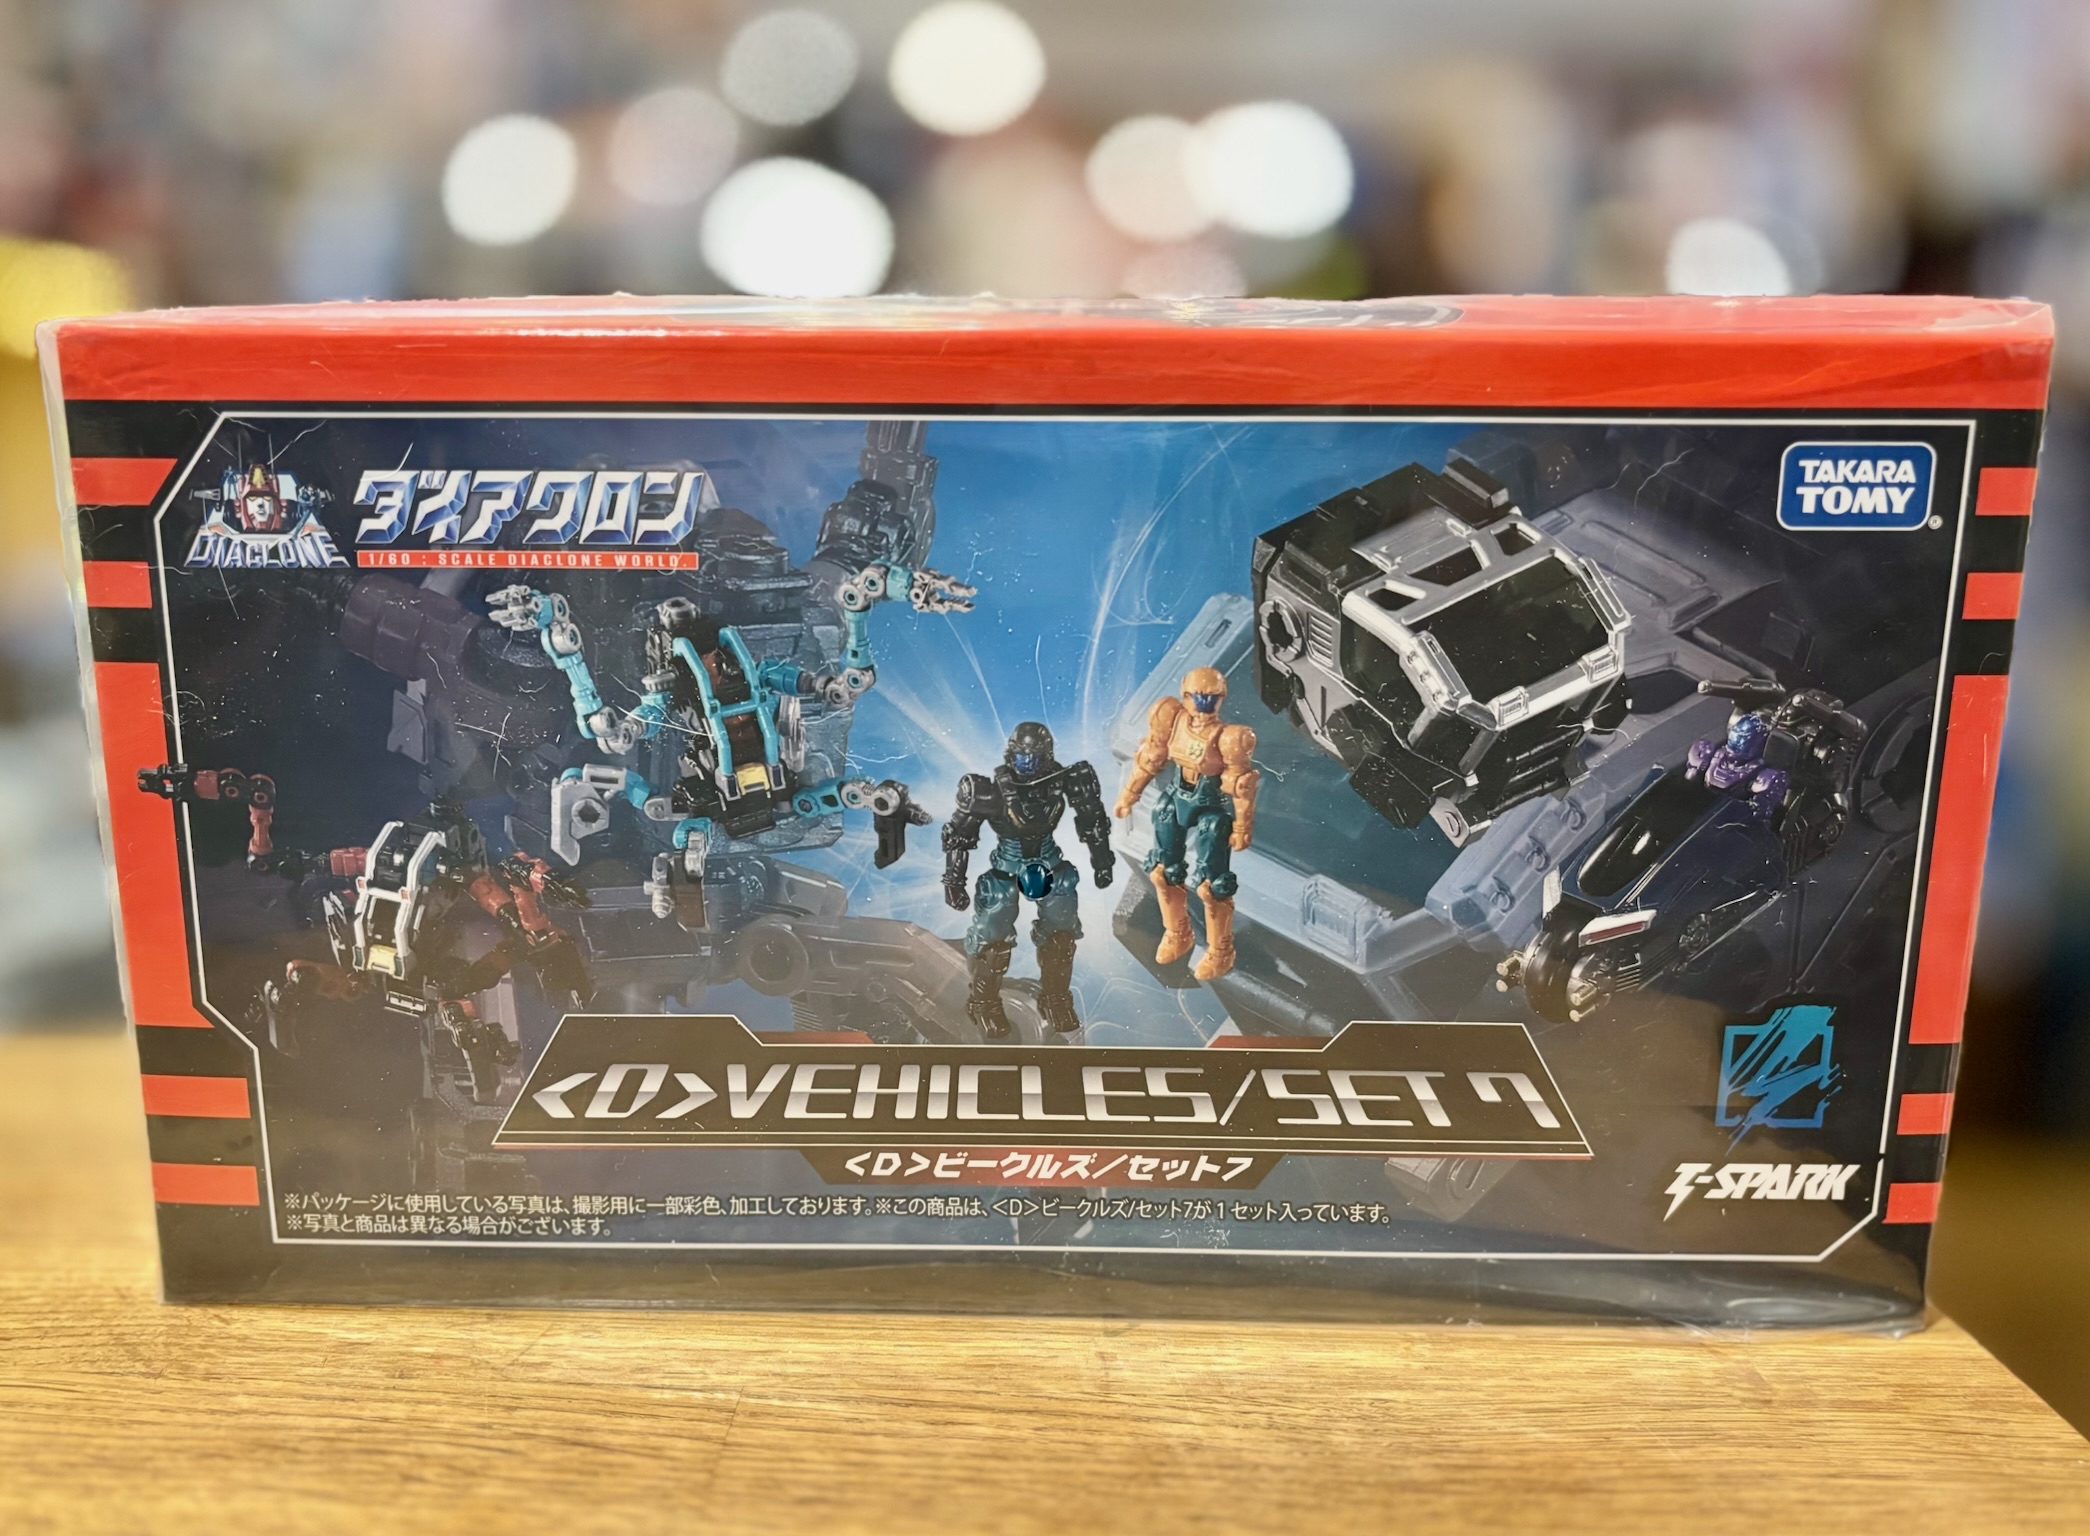 ダイアクロン
DIACLONE
1/60 : SCALE DIACLONE WORLD.
TAKARA
TOMY
<D>VEHICLES/SET 7
<D>ビークルズ/セット7
T-SPARK
※パッケージに使用している写真は、撮影用に一部彩色、加工しております。※この商品は、<D>ビークルズ/セット7が1セット入っています。
※写真と商品は異なる場合がございます。